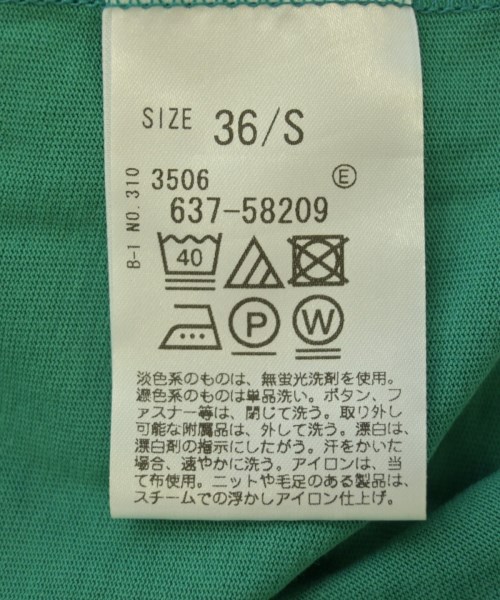 SIZE 36/S
B-1 NO. 310
3506 E
637-58209
40
P W
淡色系のものは、無蛍光洗剤を使用。
濃色系のものは単品洗い。ボタン、フ
ァスナー等は、閉じて洗う。取り外し
可能な附属品は、外して洗う。漂白は、
漂白剤の指示にしたがう。汗をかいた
場合、速やかに洗う。アイロンは、当
て布使用。ニットや毛足のある製品は、
スチームでの浮かしアイロン仕上げ。